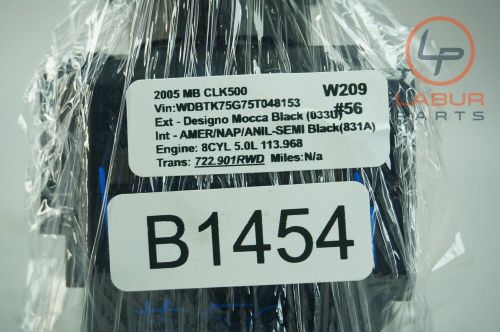 LP
LABUR
PARTS
2005 MB CLK500 W209
Vin:WDBTK75G75T048153 #56
Ext - Designo Mocca Black (033U)
Int - AMER/NAP/ANIL-SEMI Black(831A)
Engine: 8CYL 5.0L 113.968
Trans: 722.901RWD Miles:N/a
B1454